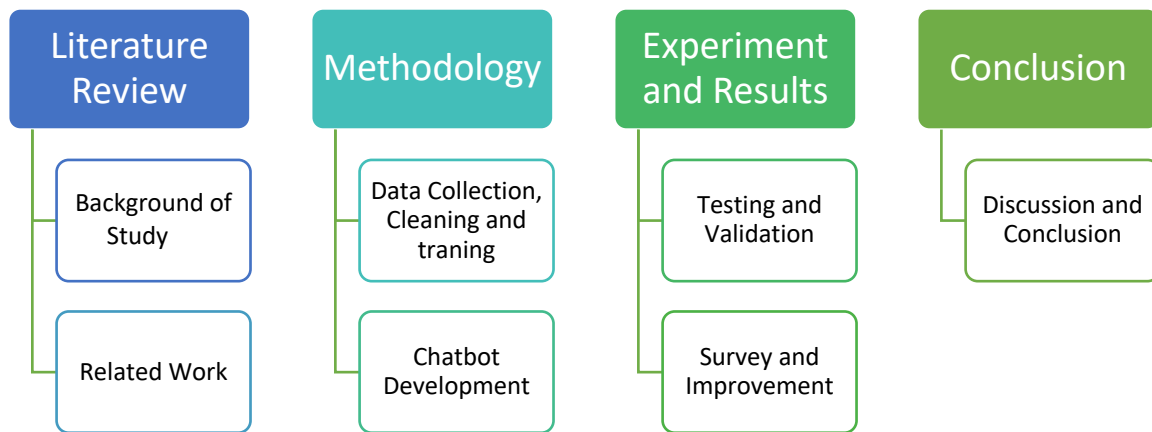 Literature
Review
Background of
Study
Related Work
Methodology
Data Collection,
Cleaning and
traning
Chatbot
Development
Experiment
and Results
Testing and
Validation
Survey and
Improvement
Conclusion
Discussion and
Conclusion